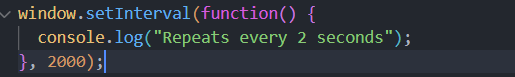 window.setInterval(function() {
  console.log("Repeats every 2 seconds");
}, 2000);